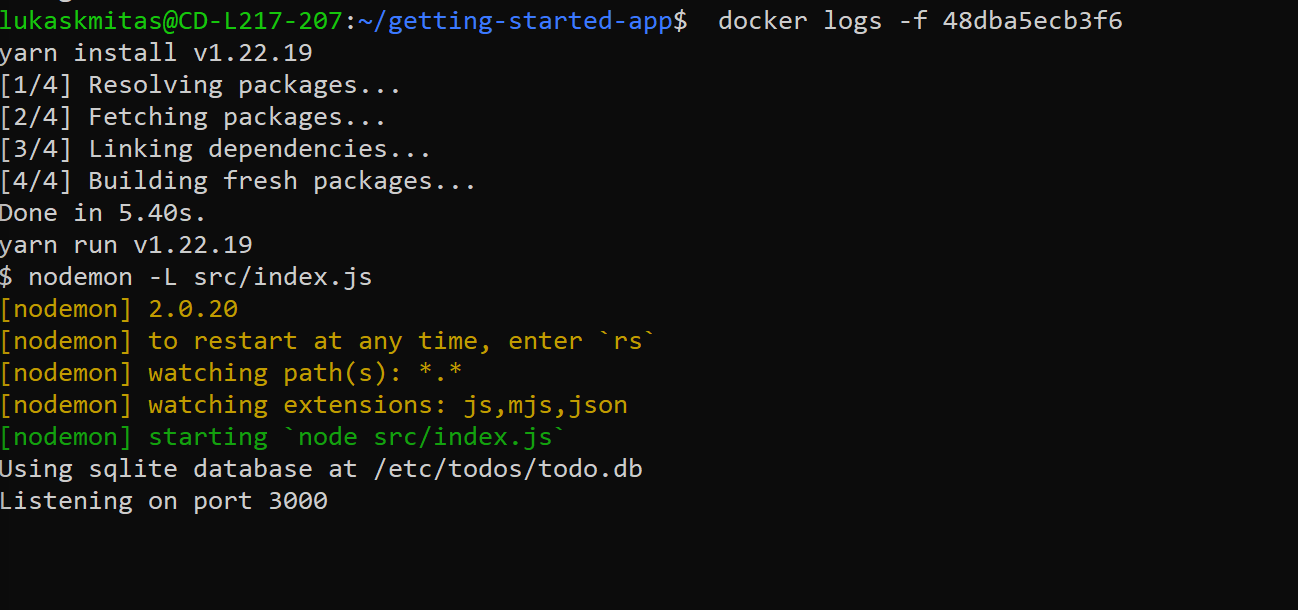 lukaskmitas@CD-L217-207:~/getting-started-app$  docker logs -f 48dba5ecb3f6
yarn install v1.22.19
[1/4] Resolving packages...
[2/4] Fetching packages...
[3/4] Linking dependencies...
[4/4] Building fresh packages...
Done in 5.40s.
yarn run v1.22.19
$ nodemon -L src/index.js
[nodemon] 2.0.20
[nodemon] to restart at any time, enter `rs`
[nodemon] watching path(s): *.*
[nodemon] watching extensions: js,mjs,json
[nodemon] starting `node src/index.js`
Using sqlite database at /etc/todos/todo.db
Listening on port 3000